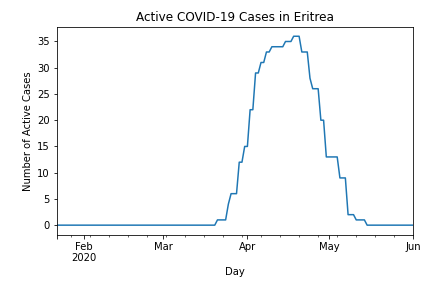 Active COVID-19 Cases in Eritrea
35
30
25
20
15
10
5
0
Number of Active Cases
Feb Mar Apr May Jun
2020
Day